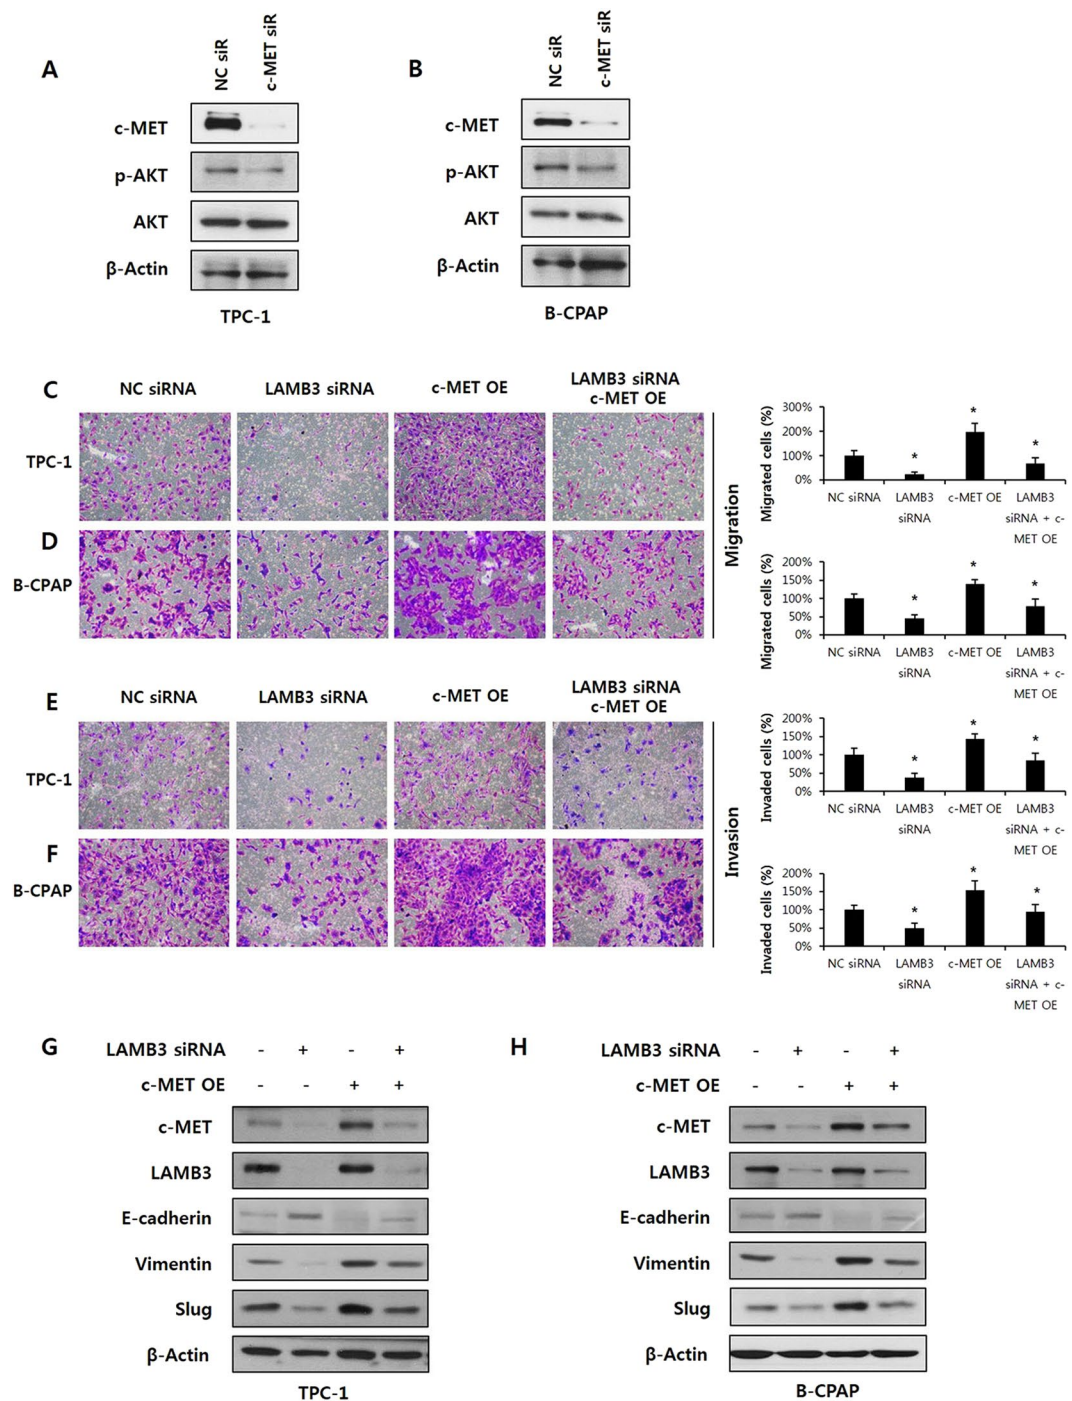 A
NC siR
c-MET siR
c-MET
p-AKT
AKT
β-Actin
TPC-1
B
NC siR
c-MET siR
c-MET
p-AKT
AKT
β-Actin
B-CPAP
C
NC siRNA
LAMB3 siRNA
c-MET OE
LAMB3 siRNA
c-MET OE
TPC-1
D
B-CPAP
Migration
Migrated cells (%)
300%
200%
100%
0%
*
*
*
NC siRNA
LAMB3
siRNA
c-MET OE
LAMB3
siRNA + c-
MET OE
Migrated cells (%)
200%
150%
100%
50%
0%
*
*
*
NC siRNA
LAMB3
siRNA
c-MET OE
LAMB3
siRNA + c-
MET OE
E
NC siRNA
LAMB3 siRNA
c-MET OE
LAMB3 siRNA
c-MET OE
TPC-1
F
B-CPAP
Invasion
Invaded cells (%)
200%
150%
100%
50%
0%
*
*
*
NC siRNA
LAMB3
siRNA
c-MET OE
LAMB3
siRNA + c-
MET OE
Invaded cells (%)
200%
150%
100%
50%
0%
*
*
*
NC siRNA
LAMB3
siRNA
c-MET OE
LAMB3
siRNA + c-
MET OE
G
LAMB3 siRNA - + - +
c-MET OE - - + +
c-MET
LAMB3
E-cadherin
Vimentin
Slug
β-Actin
TPC-1
H
LAMB3 siRNA - + - +
c-MET OE - - + +
c-MET
LAMB3
E-cadherin
Vimentin
Slug
β-Actin
B-CPAP